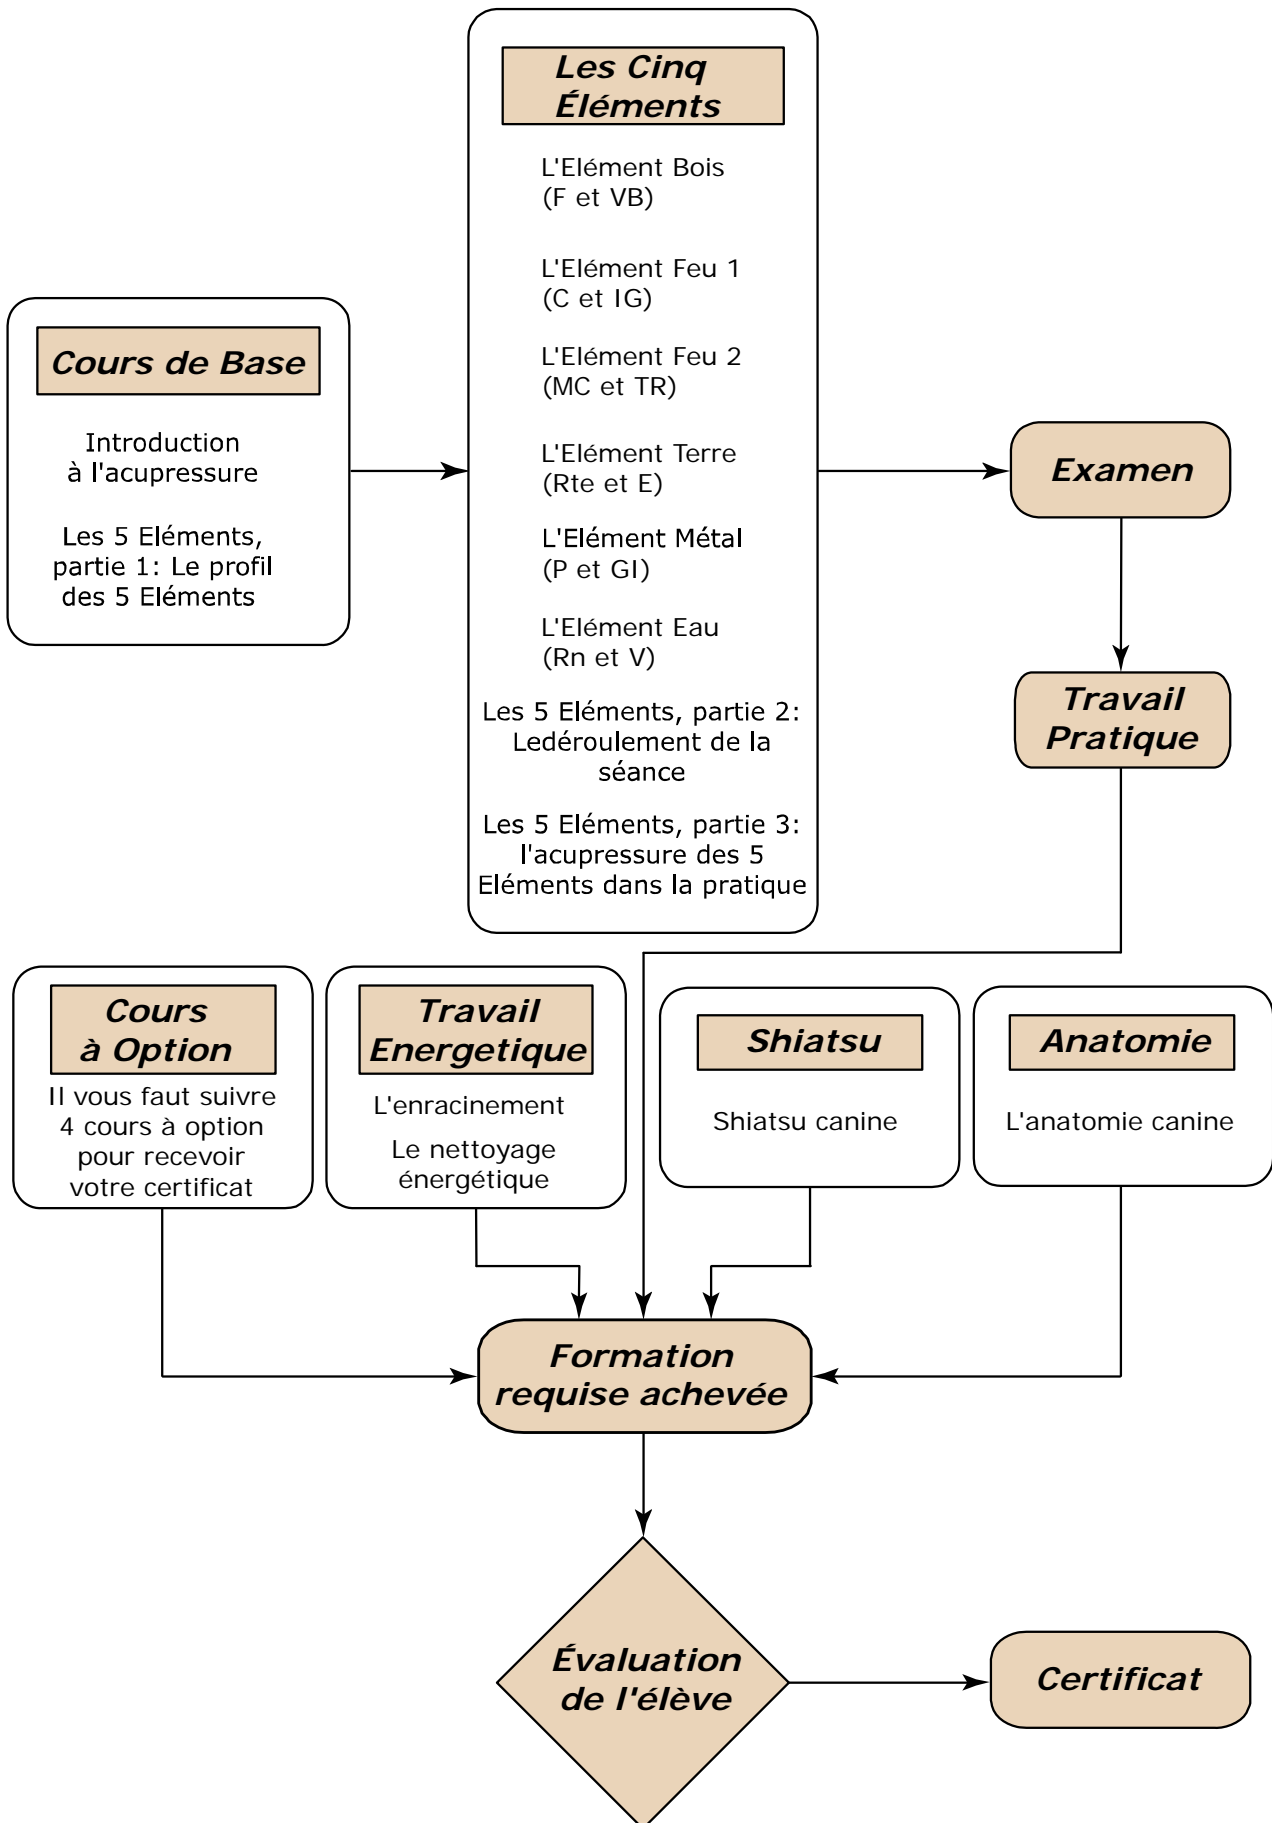 Les Cinq
Éléments
L'Elément Bois
(F et VB)
L'Elément Feu 1
(C et IG)
L'Elément Feu 2
(MC et TR)
L'Elément Terre
(Rte et E)
L'Elément Métal
(P et GI)
L'Elément Eau
(Rn et V)
Les 5 Eléments, partie 2:
Ledéroulement de la
séance
Les 5 Eléments, partie 3:
l'acupressure des 5
Eléments dans la pratique
Cours de Base
Introduction
à l'acupressure
Les 5 Eléments,
partie 1: Le profil
des 5 Eléments
Examen
Travail
Pratique
Cours
à Option
Il vous faut suivre
4 cours à option
pour recevoir
votre certificat
Travail
Energetique
L'enracinement
Le nettoyage
énergétique
Shiatsu
Shiatsu canine
Anatomie
L'anatomie canine
Formation
requise achevée
Évaluation
de l'élève
Certificat